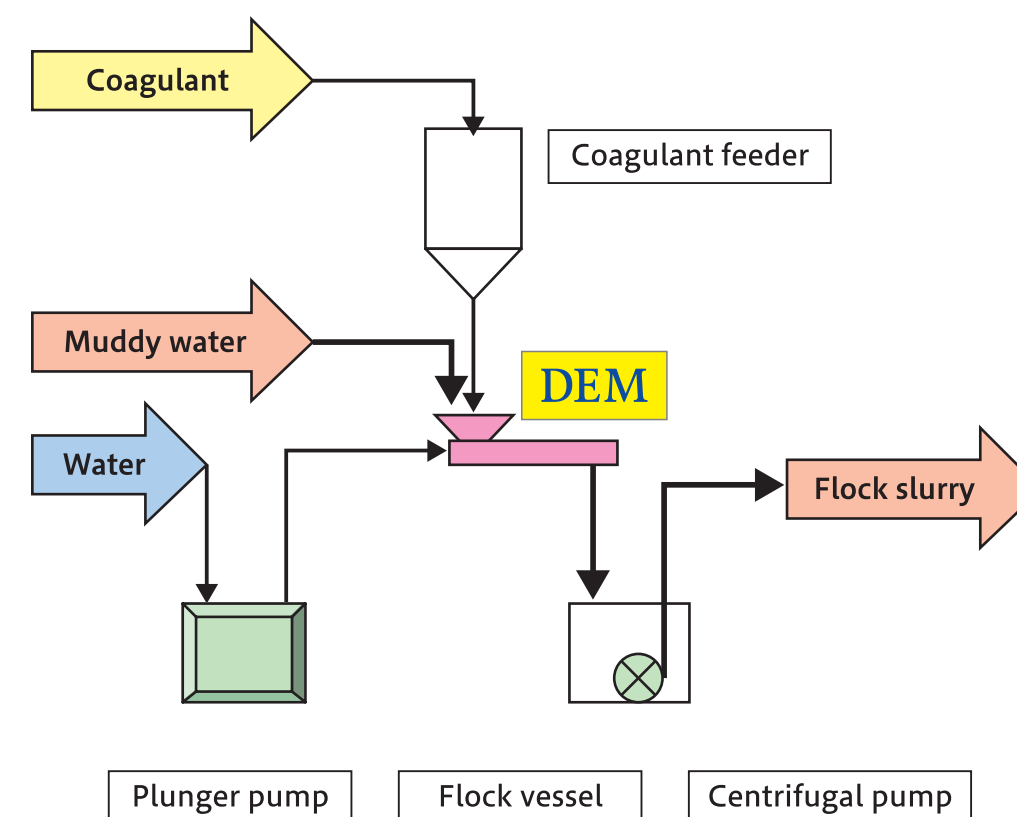 Coagulant
Coagulant feeder
Muddy water
DEM
Water
Flock slurry
Plunger pump
Flock vessel
Centrifugal pump